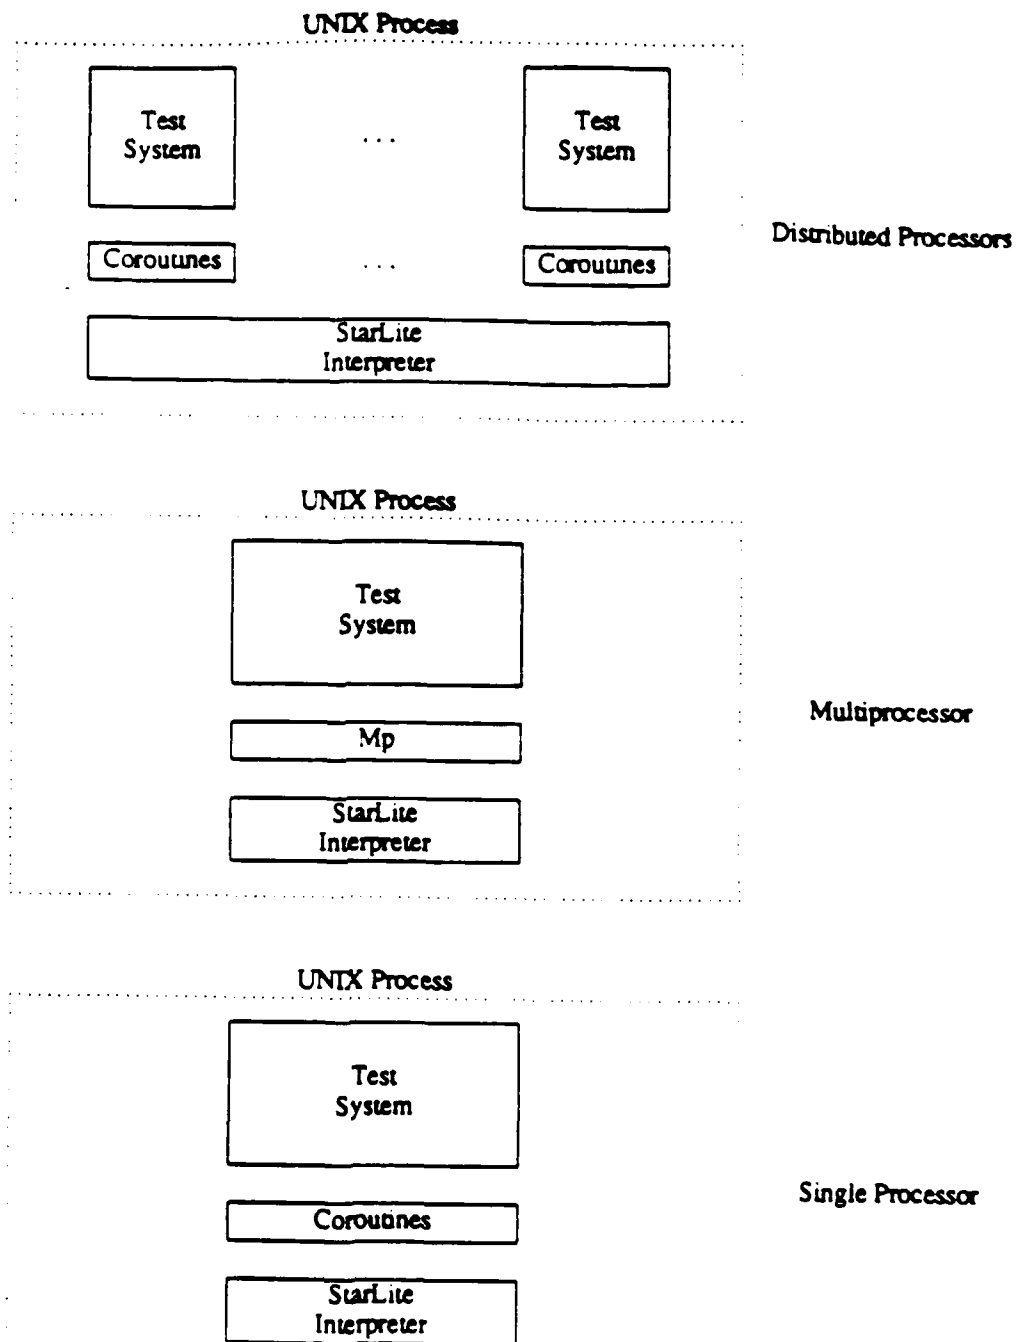 UNIX Process
Test
System
. . .
Test
System
Distributed Processors
Coroutines
. . .
Coroutines
StarLite
Interpreter
UNIX Process
Test
System
Multiprocessor
Mp
StarLite
Interpreter
UNIX Process
Test
System
Single Processor
Coroutines
StarLite
Interpreter